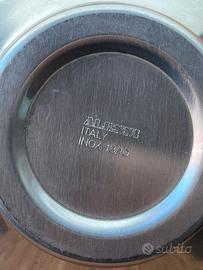 ALESSI
ITALY
INOX 18/10
subito